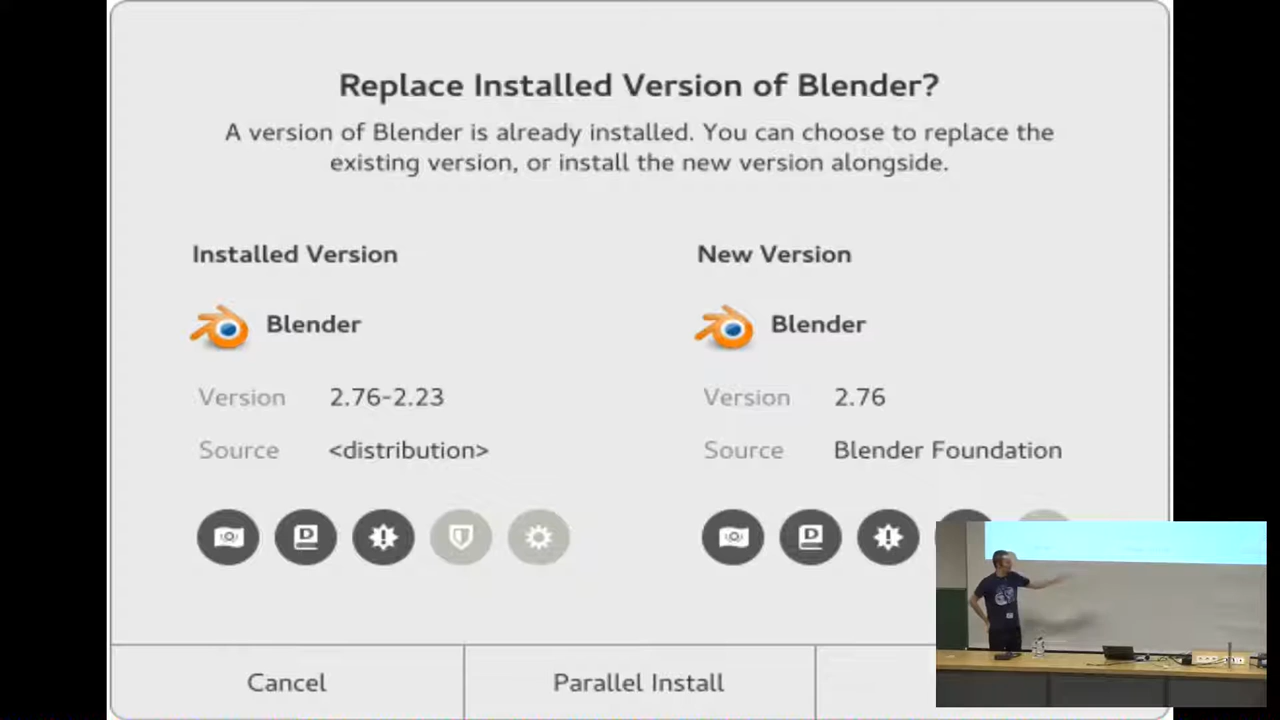 Replace Installed Version of Blender?
A version of Blender is already installed. You can choose to replace the
existing version, or install the new version alongside.
Installed Version
Blender
Version 2.76-2.23
Source <distribution>
New Version
Blender
Version 2.76
Source Blender Foundation
Cancel
Parallel Install